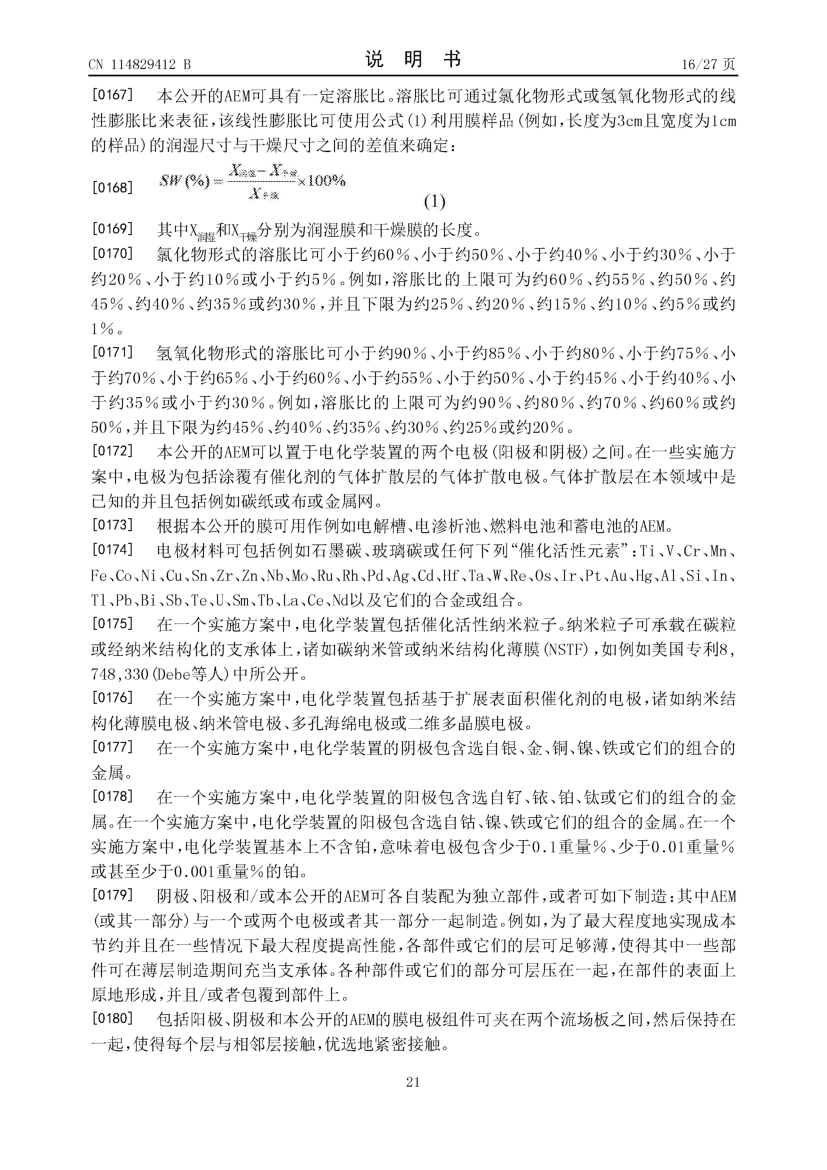 CN 114829412 B
说 明 书
16/27 页
[0167] 本公开的AEM可具有一定溶胀比。溶胀比可通过氯化物形式或氢氧化物形式的线
性膨胀比来表征,该线性膨胀比可使用公式(1)利用膜样品(例如,长度为3cm且宽度为1cm
的样品)的润湿尺寸与干燥尺寸之间的差值来确定:
[0168] SW(%)=(X润湿-X干燥)/X干燥×100% (1)
[0169] 其中X润湿和X干燥分别为润湿膜和干燥膜的长度。
[0170] 氯化物形式的溶胀比可小于约60%、小于约50%、小于约40%、小于约30%、小于
约20%、小于约10%或小于约5%。例如,溶胀比的上限可为约60%、约55%、约50%、约
45%、约40%、约35%或约30%,并且下限为约25%、约20%、约15%、约10%、约5%或约
1%。
[0171] 氢氧化物形式的溶胀比可小于约90%、小于约85%、小于约80%、小于约75%、小
于约70%、小于约65%、小于约60%、小于约55%、小于约50%、小于约45%、小于约40%、小
于约35%或小于约30%。例如,溶胀比的上限可为约90%、约80%、约70%、约60%或约
50%,并且下限为约45%、约40%、约35%、约30%、约25%或约20%。
[0172] 本公开的AEM可以置于电化学装置的两个电极(阳极和阴极)之间。在一些实施方
案中,电极为包括涂覆有催化剂的气体扩散层的气体扩散电极。气体扩散层在本领域中是
已知的并且包括例如碳纸或布或金属网。
[0173] 根据本公开的膜可用作例如电解槽、电渗析池、燃料电池和蓄电池的AEM。
[0174] 电极材料可包括例如石墨碳、玻璃碳或任何下列“催化活性元素”:Ti、V、Cr、Mn、
Fe、Co、Ni、Cu、Sn、Zr、Zn、Nb、Mo、Ru、Rh、Pd、Ag、Cd、Hf、Ta、W、Re、Os、Ir、Pt、Au、Hg、Al、Si、In、
Tl、Pb、Bi、Sb、Te、U、Sm、Tb、La、Ce、Nd以及它们的合金或组合。
[0175] 在一个实施方案中,电化学装置包括催化活性纳米粒子。纳米粒子可承载在碳粒
或经纳米结构化的支承体上,诸如碳纳米管或纳米结构化薄膜(NSTF),如例如美国专利8,
748,330(Debe等人)中所公开。
[0176] 在一个实施方案中,电化学装置包括基于扩展表面积催化剂的电极,诸如纳米结
构化薄膜电极、纳米管电极、多孔海绵电极或二维多晶膜电极。
[0177] 在一个实施方案中,电化学装置的阴极包含选自银、金、铜、镍、铁或它们的组合的
金属。
[0178] 在一个实施方案中,电化学装置的阳极包含选自钌、铱、铂、钛或它们的组合的金
属。在一个实施方案中,电化学装置的阳极包含选自钴、镍、铁或它们的组合的金属。在一个
实施方案中,电化学装置基本上不含铂,意味着电极包含少于0.1重量%、少于0.01重量%
或甚至少于0.001重量%的铂。
[0179] 阴极、阳极和/或本公开的AEM可各自装配为独立部件,或者可如下制造:其中AEM
(或其一部分)与一个或两个电极或者其一部分一起制造。例如,为了最大程度地实现成本
节约并且在一些情况下最大程度提高性能,各部件或它们的层可足够薄,使得其中一些部
件可在薄层制造期间充当支承体。各种部件或它们的部分可层压在一起,在部件的表面上
原地形成,并且/或者包覆到部件上。
[0180] 包括阳极、阴极和本公开的AEM的膜电极组件可夹在两个流场板之间,然后保持在
一起,使得每个层与相邻层接触,优选地紧密接触。
21